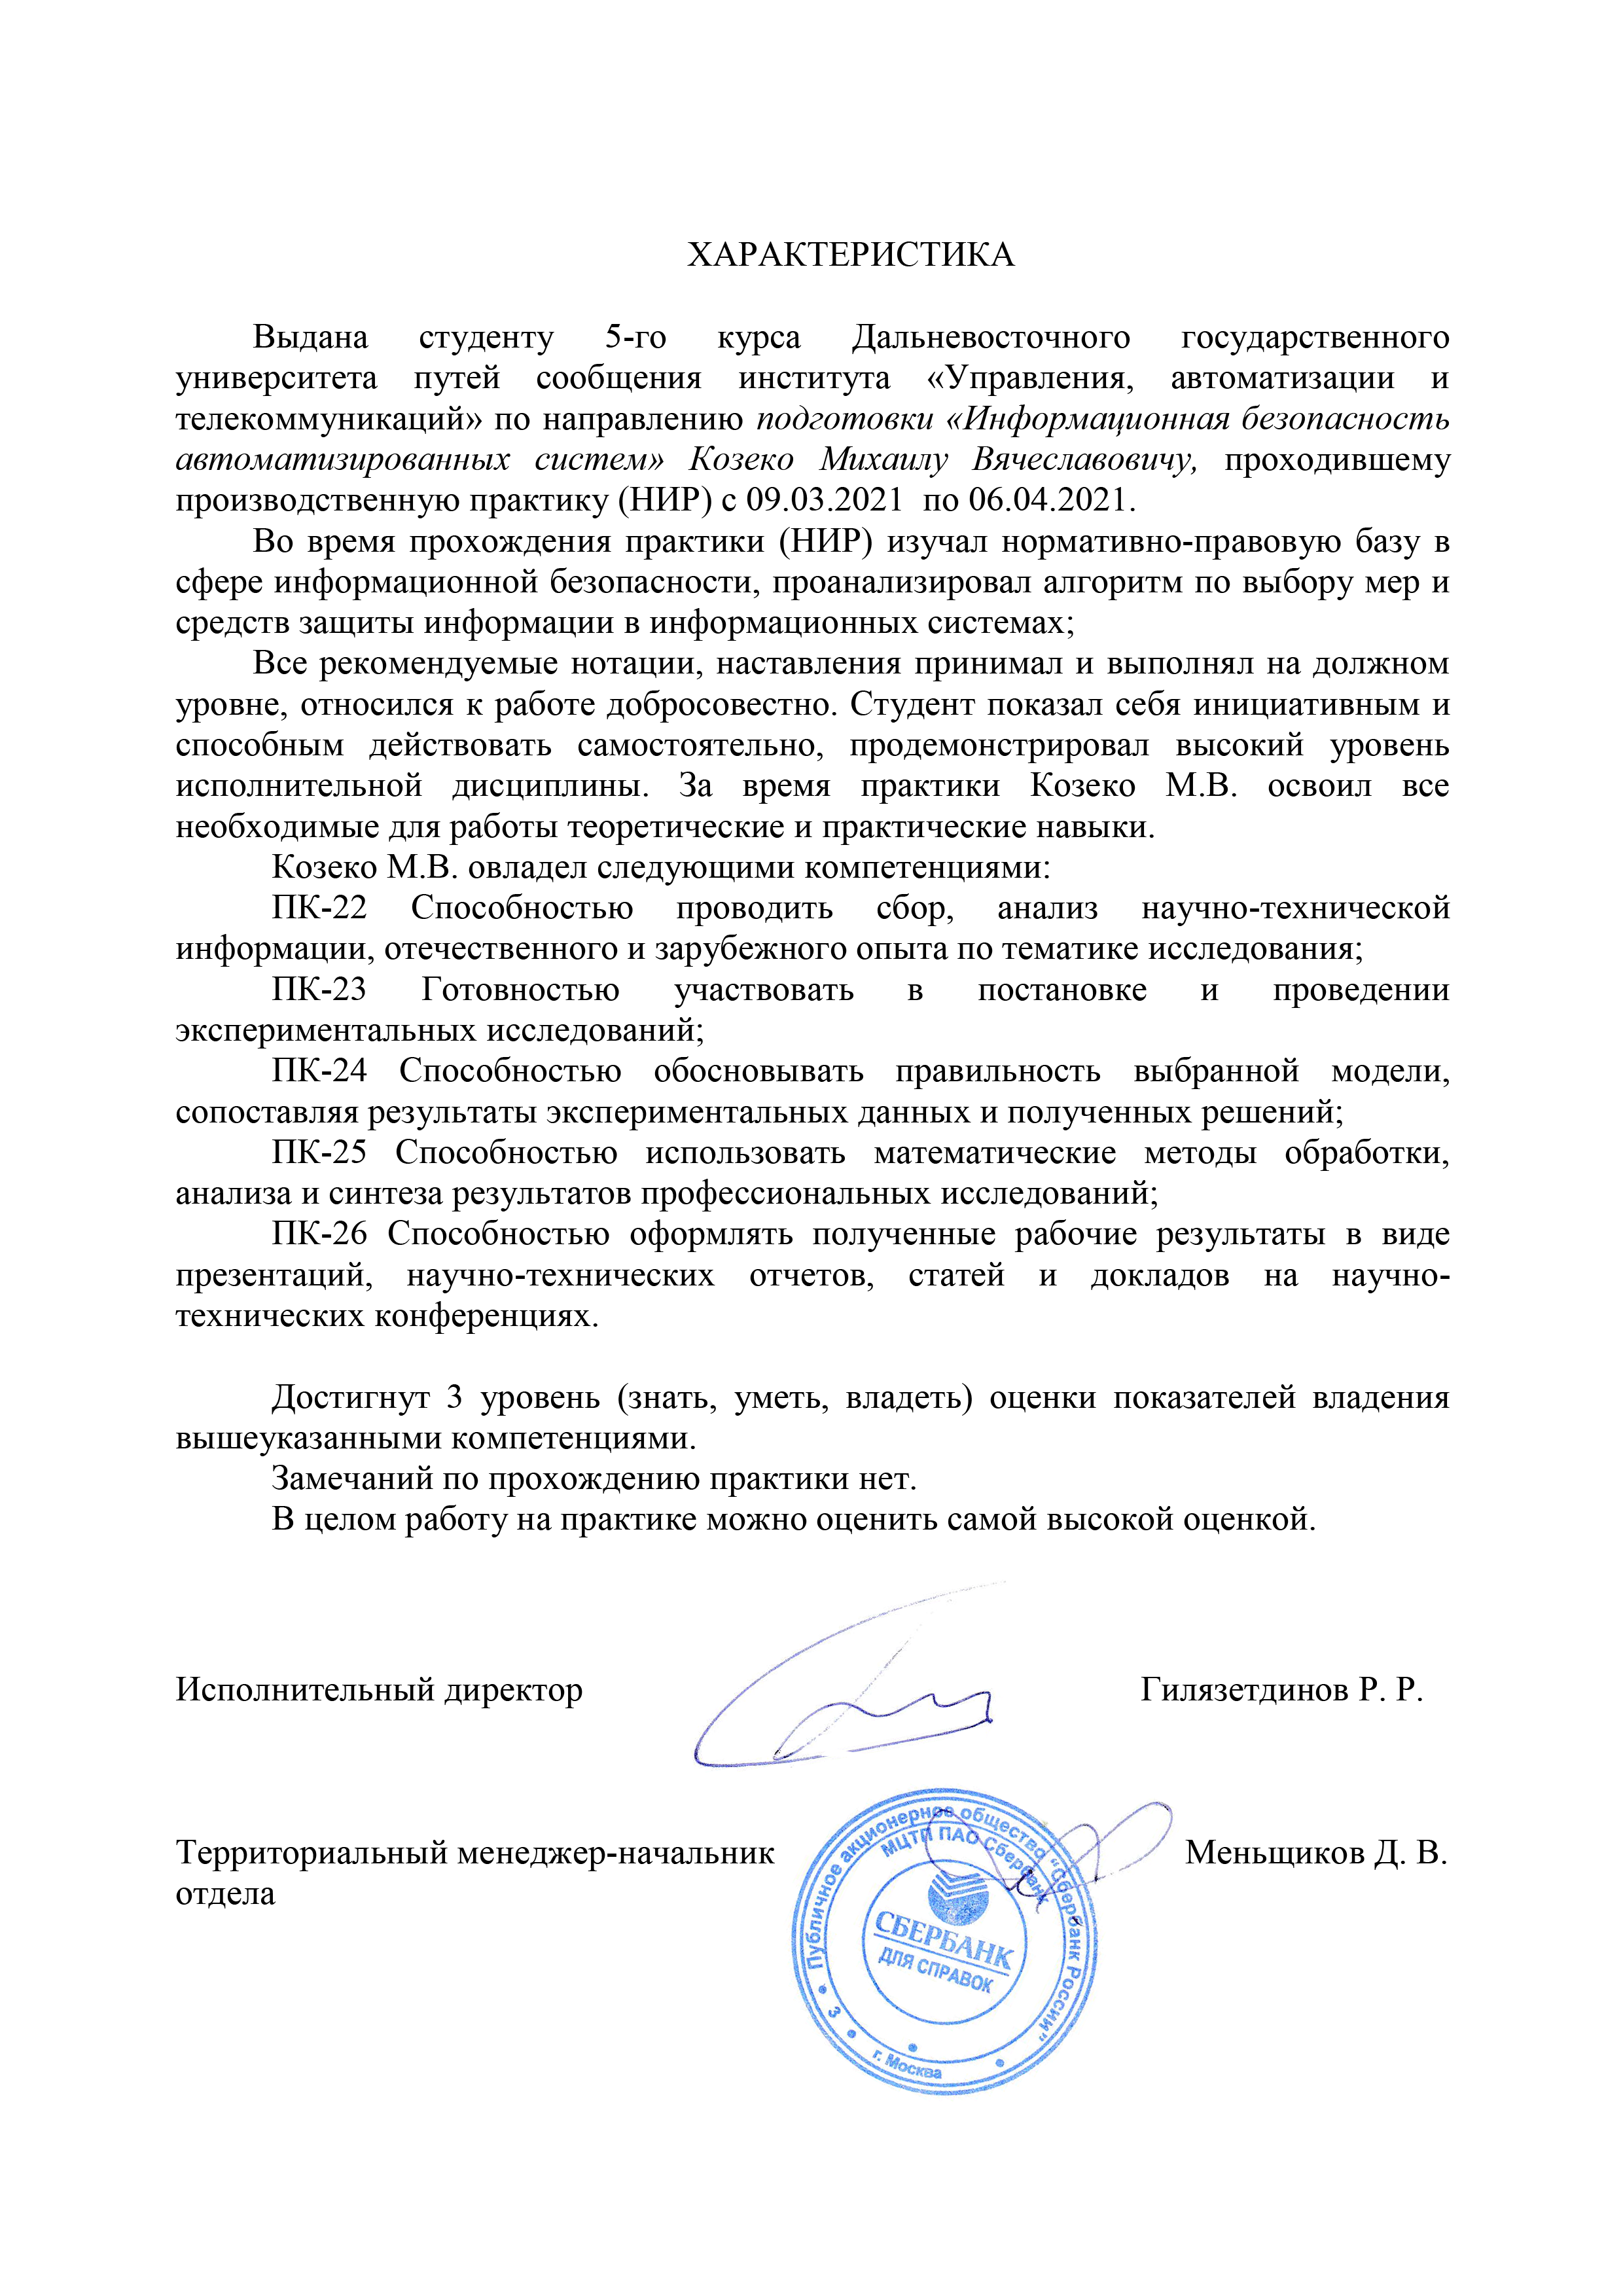 ХАРАКТЕРИСТИКА
Выдана студенту 5-го курса Дальневосточного государственного
университета путей сообщения института «Управления, автоматизации и
телекоммуникаций» по направлению подготовки «Информационная безопасность
автоматизированных систем» Козеко Михаилу Вячеславовичу, проходившему
производственную практику (НИР) с 09.03.2021 по 06.04.2021.
Во время прохождения практики (НИР) изучал нормативно-правовую базу в
сфере информационной безопасности, проанализировал алгоритм по выбору мер и
средств защиты информации в информационных системах;
Все рекомендуемые нотации, наставления принимал и выполнял на должном
уровне, относился к работе добросовестно. Студент показал себя инициативным и
способным действовать самостоятельно, продемонстрировал высокий уровень
исполнительной дисциплины. За время практики Козеко М.В. освоил все
необходимые для работы теоретические и практические навыки.
Козеко М.В. овладел следующими компетенциями:
ПК-22 Способностью проводить сбор, анализ научно-технической
информации, отечественного и зарубежного опыта по тематике исследования;
ПК-23 Готовностью участвовать в постановке и проведении
экспериментальных исследований;
ПК-24 Способностью обосновывать правильность выбранной модели,
сопоставляя результаты экспериментальных данных и полученных решений;
ПК-25 Способностью использовать математические методы обработки,
анализа и синтеза результатов профессиональных исследований;
ПК-26 Способностью оформлять полученные рабочие результаты в виде
презентаций, научно-технических отчетов, статей и докладов на научно-
технических конференциях.
Достигнут 3 уровень (знать, уметь, владеть) оценки показателей владения
вышеуказанными компетенциями.
Замечаний по прохождению практики нет.
В целом работу на практике можно оценить самой высокой оценкой.
Исполнительный директор Гилязетдинов Р. Р.
Территориальный менеджер-начальник Меньщиков Д. В.
отдела
Публичное акционерное общество "Сбербанк России"
МЦТП ПАО Сбербанк
СБЕРБАНК
ДЛЯ СПРАВОК
3
г. Москва